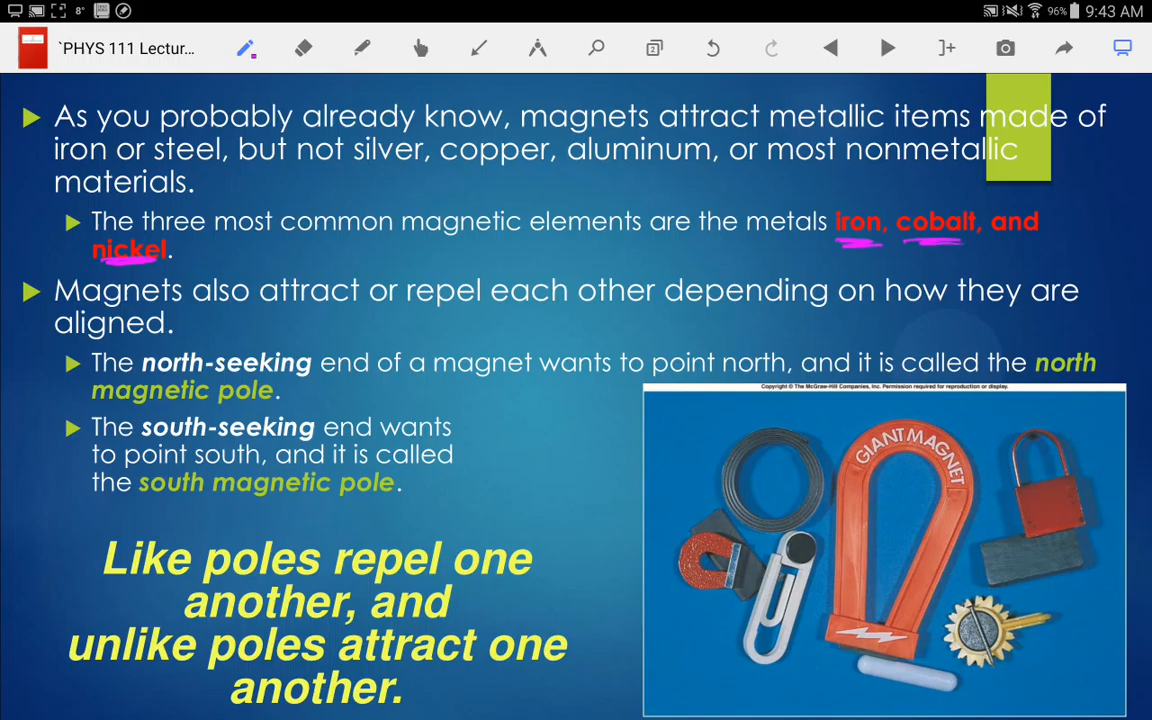 8°
96%
9:43 AM
`PHYS 111 Lectur...
2
As you probably already know, magnets attract metallic items made of
iron or steel, but not silver, copper, aluminum, or most nonmetallic
materials.
The three most common magnetic elements are the metals iron, cobalt, and
nickel.
Magnets also attract or repel each other depending on how they are
aligned.
The north-seeking end of a magnet wants to point north, and it is called the north
magnetic pole.
The south-seeking end wants
to point south, and it is called
the south magnetic pole.
Like poles repel one
another, and
unlike poles attract one
another.
Copyright © The McGraw-Hill Companies, Inc. Permission required for reproduction or display.
GIANT MAGNET